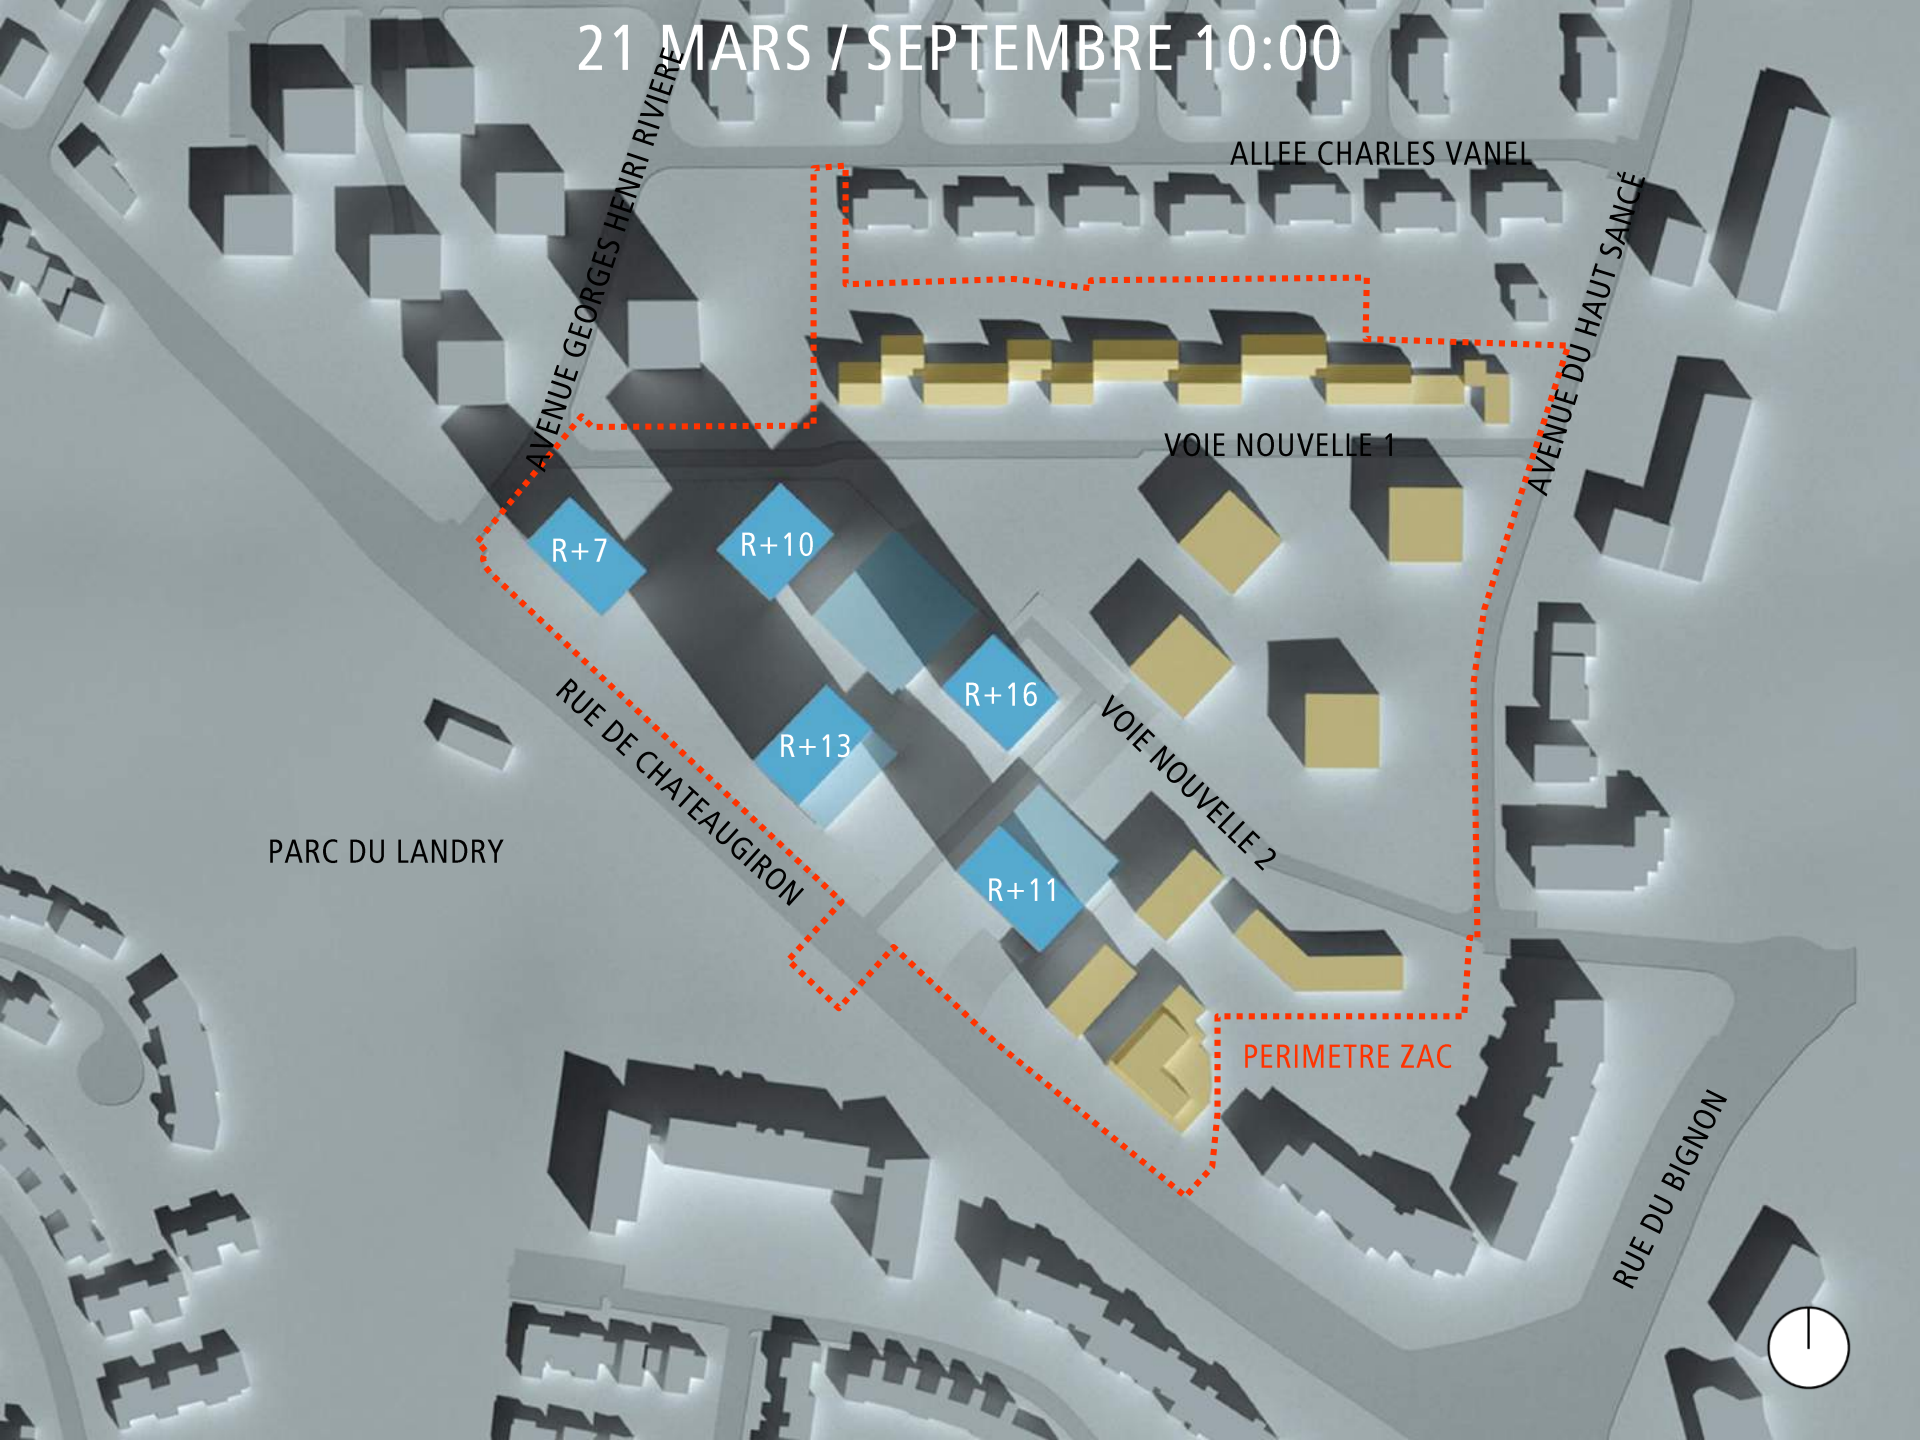 21 MARS / SEPTEMBRE 10:00
AVENUE GEORGES HENRI RIVIERE
ALLEE CHARLES VANEL
AVENUE DU HAUT SANCÉ
VOIE NOUVELLE 1
R+7
R+10
R+16
R+13
RUE DE CHATEAUGIRON
VOIE NOUVELLE 2
PARC DU LANDRY
R+11
PERIMETRE ZAC
RUE DU BIGNON